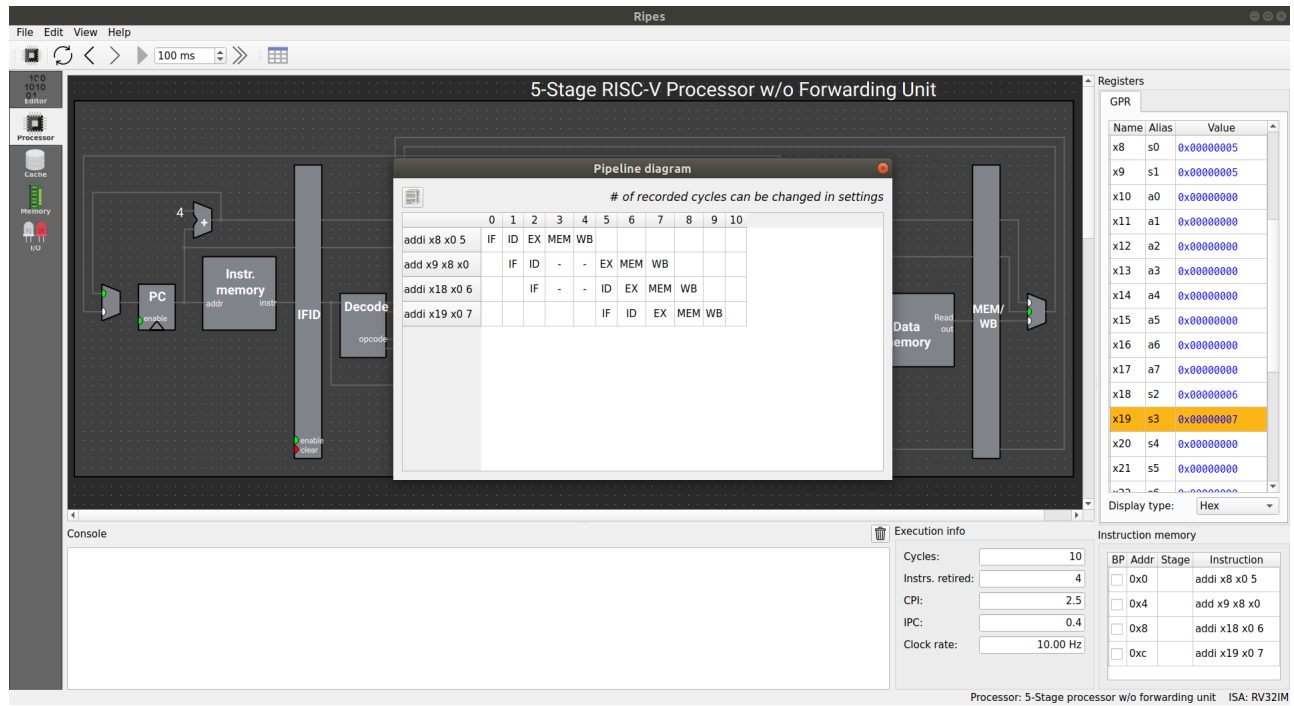 Ripes
File Edit View Help
100 ms
Editor
Processor
Cache
Memory
I/O
5-Stage RISC-V Processor w/o Forwarding Unit
4
+
PC
enable
Instr. memory
addr
instr
IFID
enable
clear
Decode
opcode
Data
Read out
MEM/WB
Pipeline diagram
# of recorded cycles can be changed in settings
0 1 2 3 4 5 6 7 8 9 10
addi x8 x0 5 IF ID EX MEM WB
add x9 x8 x0 IF ID - - EX MEM WB
addi x18 x0 6 IF - - ID EX MEM WB
addi x19 x0 7 IF ID EX MEM WB
Registers
GPR
Name Alias Value
x8 s0 0x00000005
x9 s1 0x00000005
x10 a0 0x00000000
x11 a1 0x00000000
x12 a2 0x00000000
x13 a3 0x00000000
x14 a4 0x00000000
x15 a5 0x00000000
x16 a6 0x00000000
x17 a7 0x00000000
x18 s2 0x00000006
x19 s3 0x00000007
x20 s4 0x00000000
x21 s5 0x00000000
Display type: Hex
Console
Execution info
Cycles: 10
Instrs. retired: 4
CPI: 2.5
IPC: 0.4
Clock rate: 10.00 Hz
Instruction memory
BP Addr Stage Instruction
0x0 addi x8 x0 5
0x4 add x9 x8 x0
0x8 addi x18 x0 6
0xc addi x19 x0 7
Processor: 5-Stage processor w/o forwarding unit ISA: RV32IM